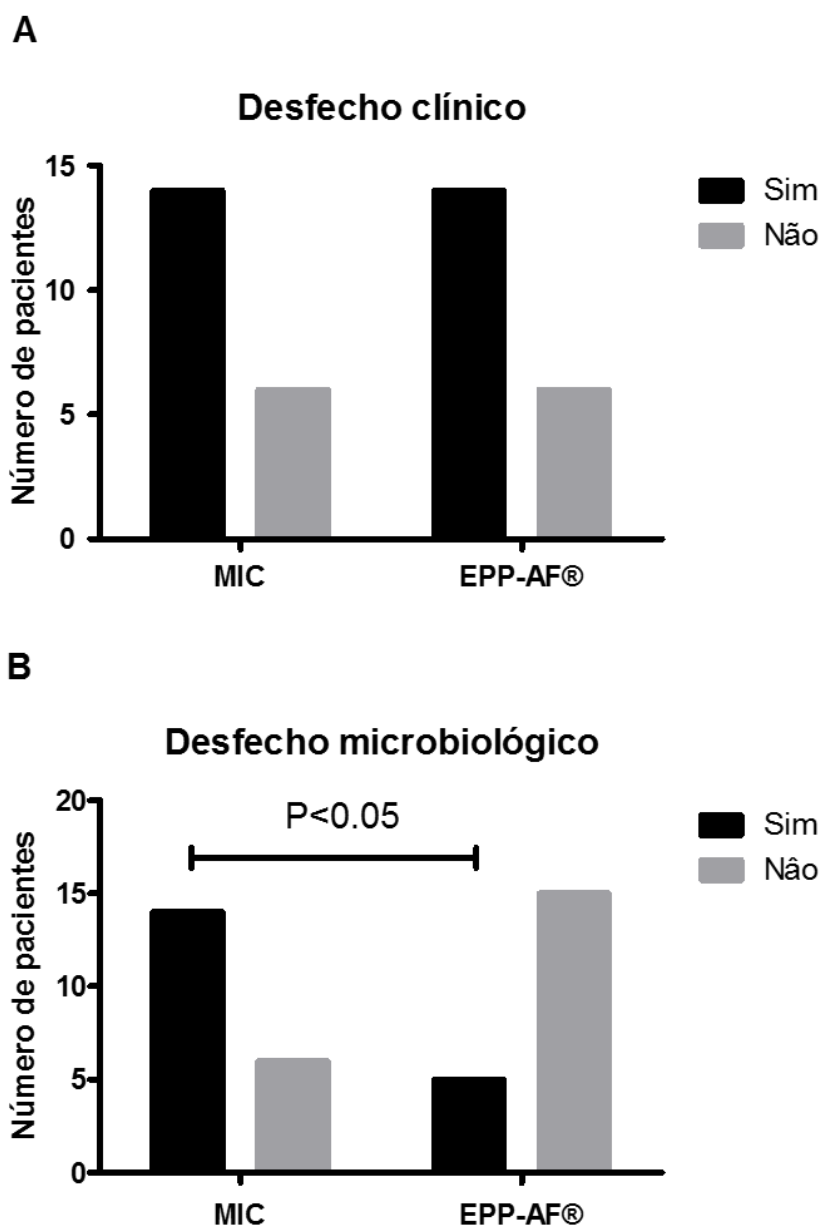 A
Desfecho clínico
Número de pacientes
15
10
5
0
MIC
EPP-AF®
Sim
Não
B
Desfecho microbiológico
Número de pacientes
20
15
10
5
0
P<0.05
MIC
EPP-AF®
Sim
Nâo